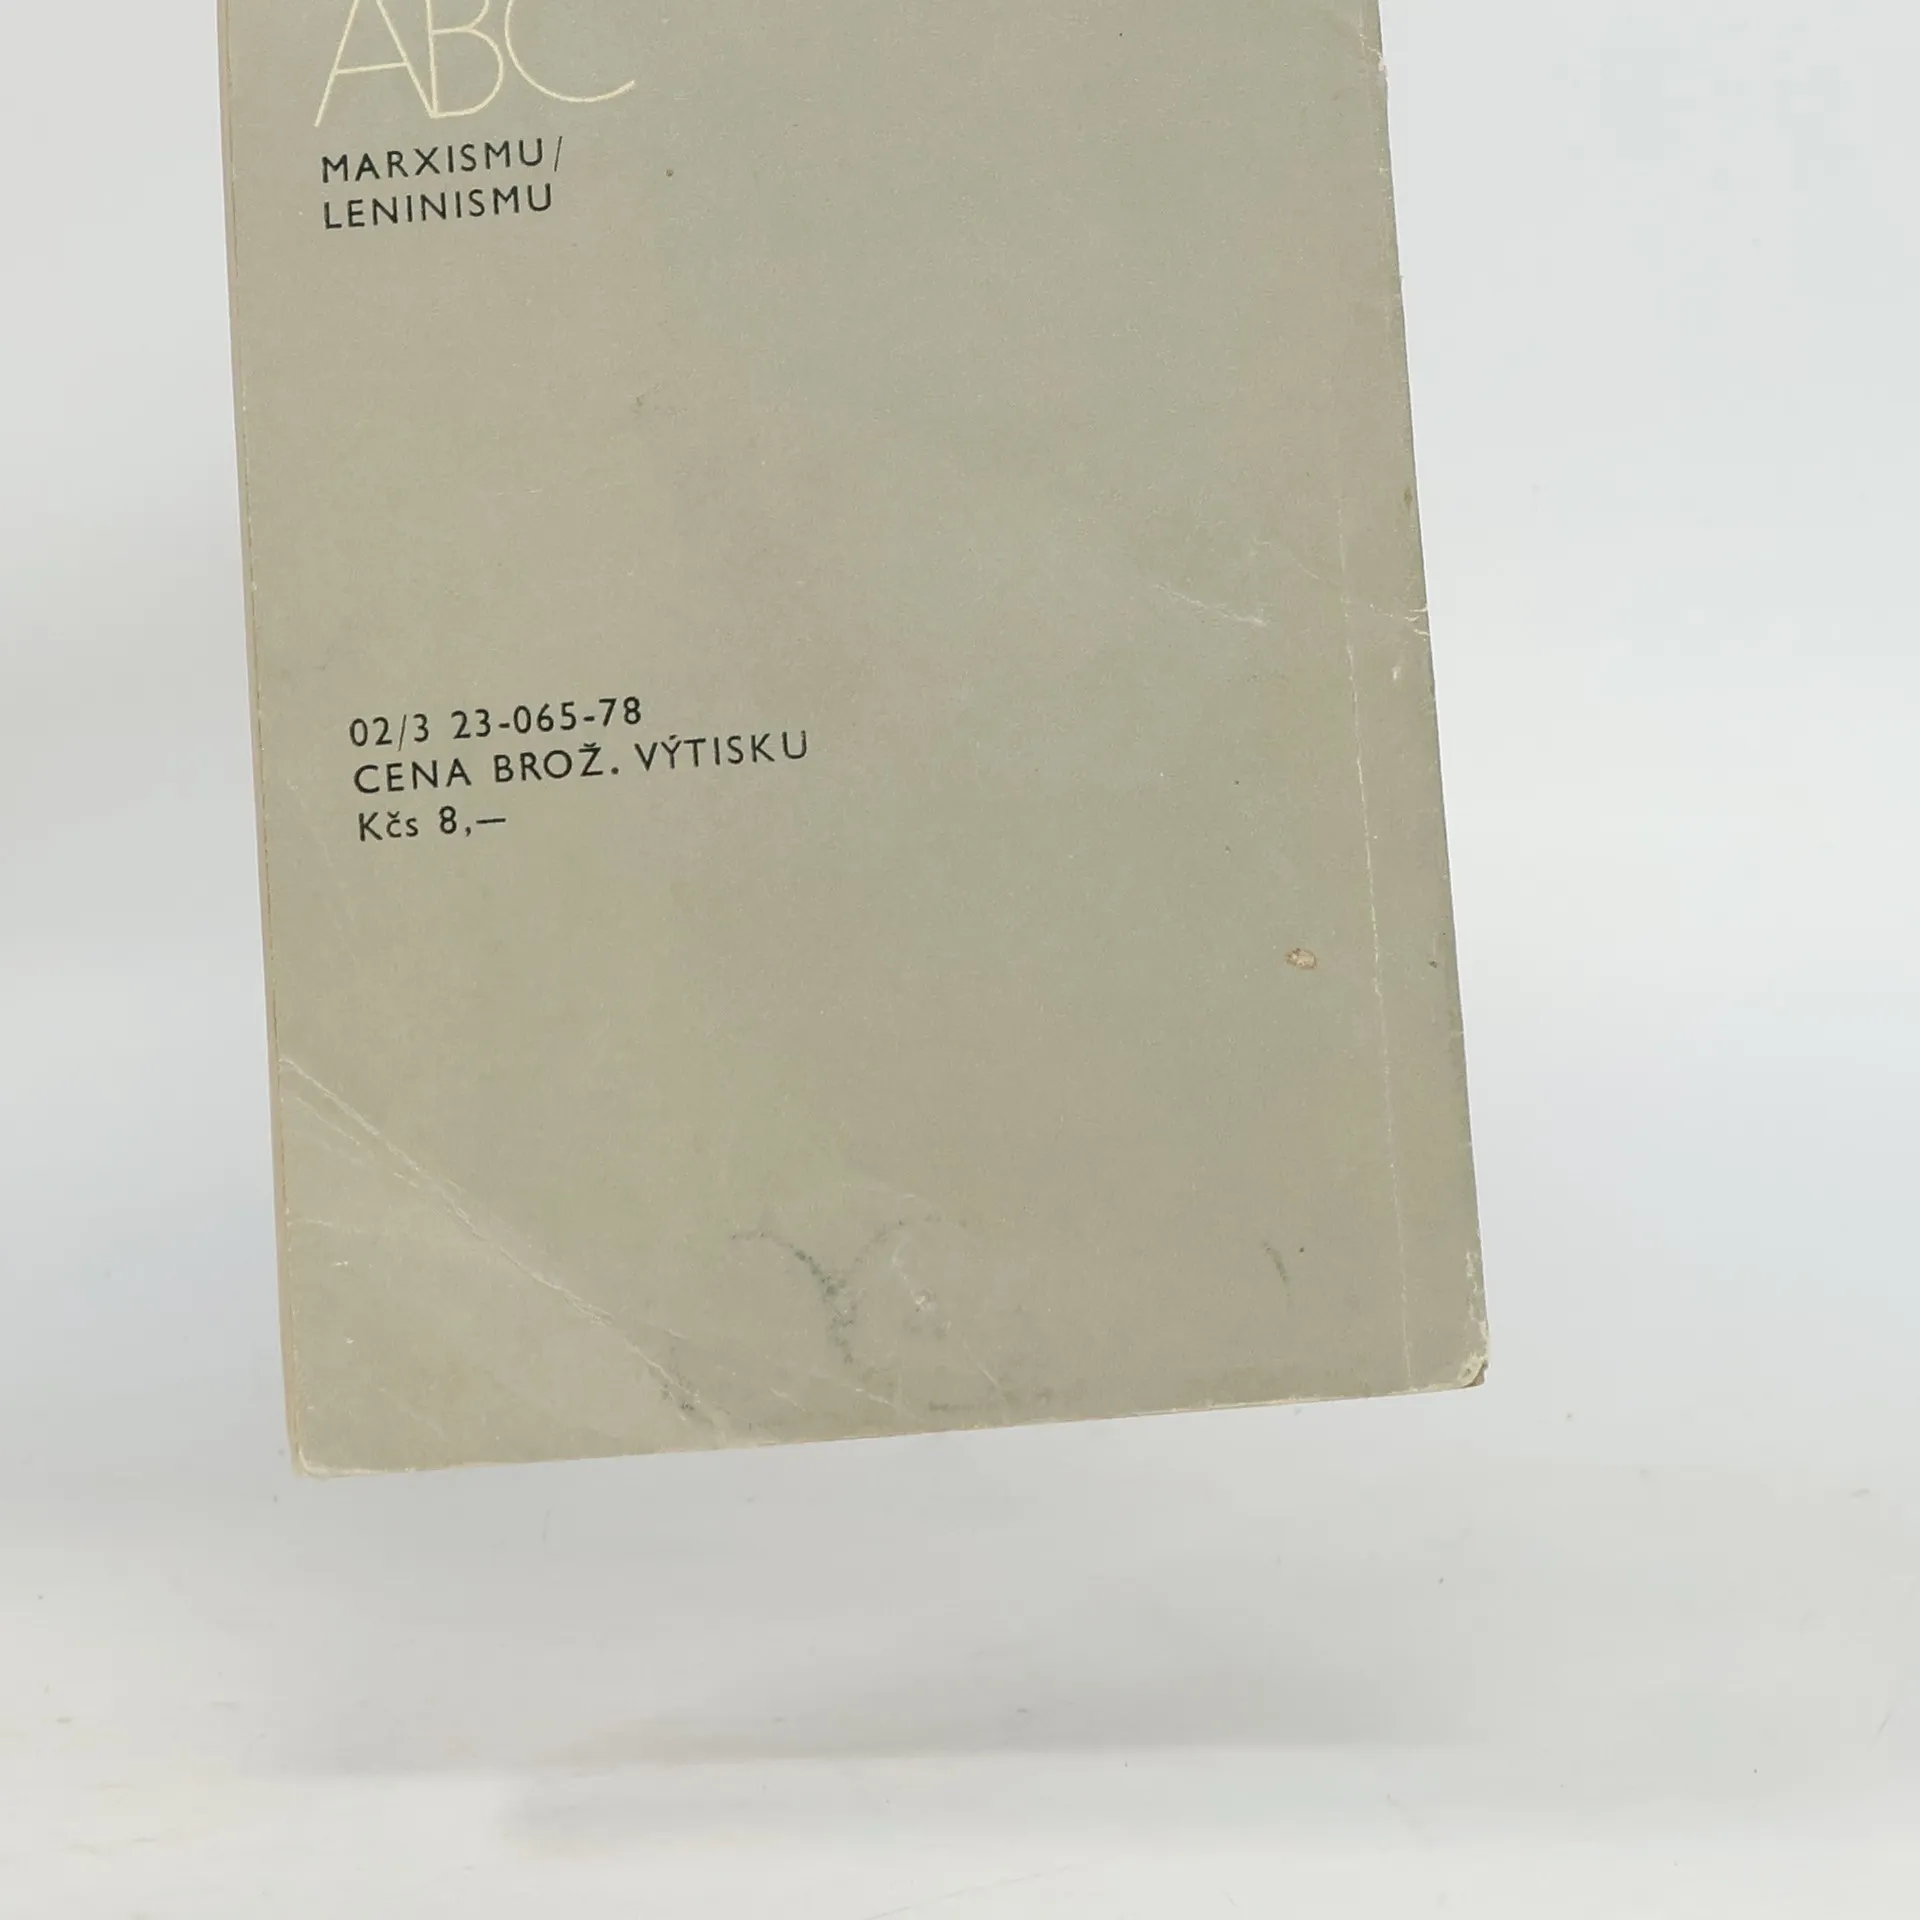 ABC
MARXISMU/
LENINISMU
02/3 23-065-78
CENA BROŽ. VÝTISKU
Kčs 8,—